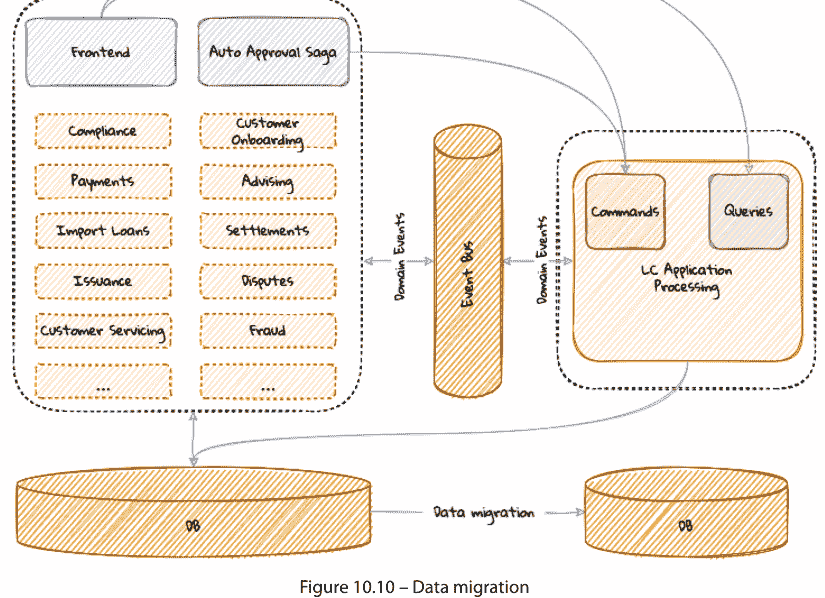 Frontend
Auto Approval Saga
Compliance
Customer
Onboarding
Payments
Advising
Import Loans
Settlements
Issuance
Disputes
Customer Servicing
Fraud
...
...
Domain Events
Event Bus
Domain Events
Commands
Queries
LC Application
Processing
DB
Data migration
DB
Figure 10.10 – Data migration